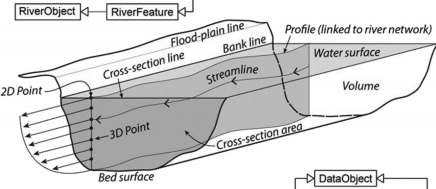 RiverObject
RiverFeature
Flood-plain line
Profile (linked to river network)
Bank line
Water surface
Cross-section line
Streamline
2D Point
Volume
3D Point
Cross-section area
Bed surface
DataObject